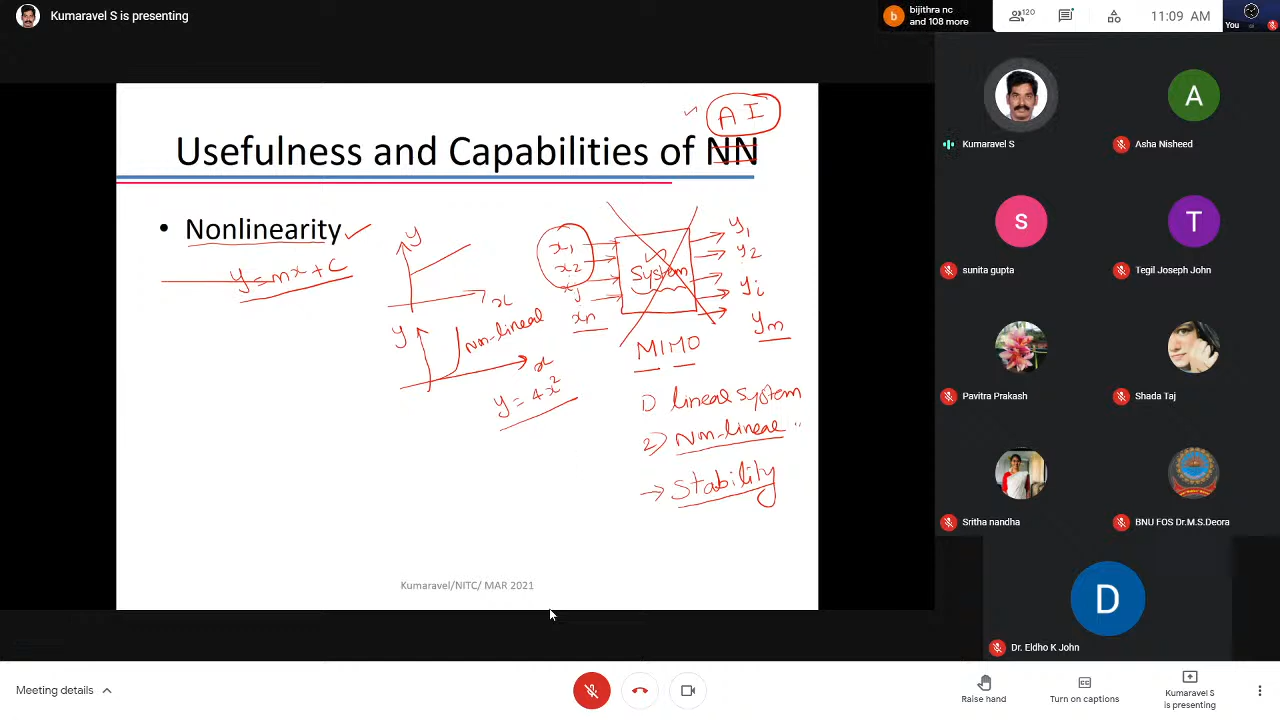 Kumaravel S is presenting
b
bijithra nc
and 108 more
120
11:09 AM
You
AI
Usefulness and Capabilities of NN
• Nonlinearity
y = mx + c
y
x
y
Non-linear
x
y = 4x²
x1
x2
xj
xn
System
y1
y2
yi
ym
MIMO
1) linear System
2) Non-linear "
→ Stability
Kumaravel/NITC/ MAR 2021
Kumaravel S
A
Asha Nisheed
S
sunita gupta
T
Tegil Joseph John
Pavitra Prakash
Shada Taj
Sritha nandha
BNU FOS Dr.M.S.Deora
D
Dr. Eldho K John
Meeting details
Raise hand
Turn on captions
Kumaravel S
is presenting